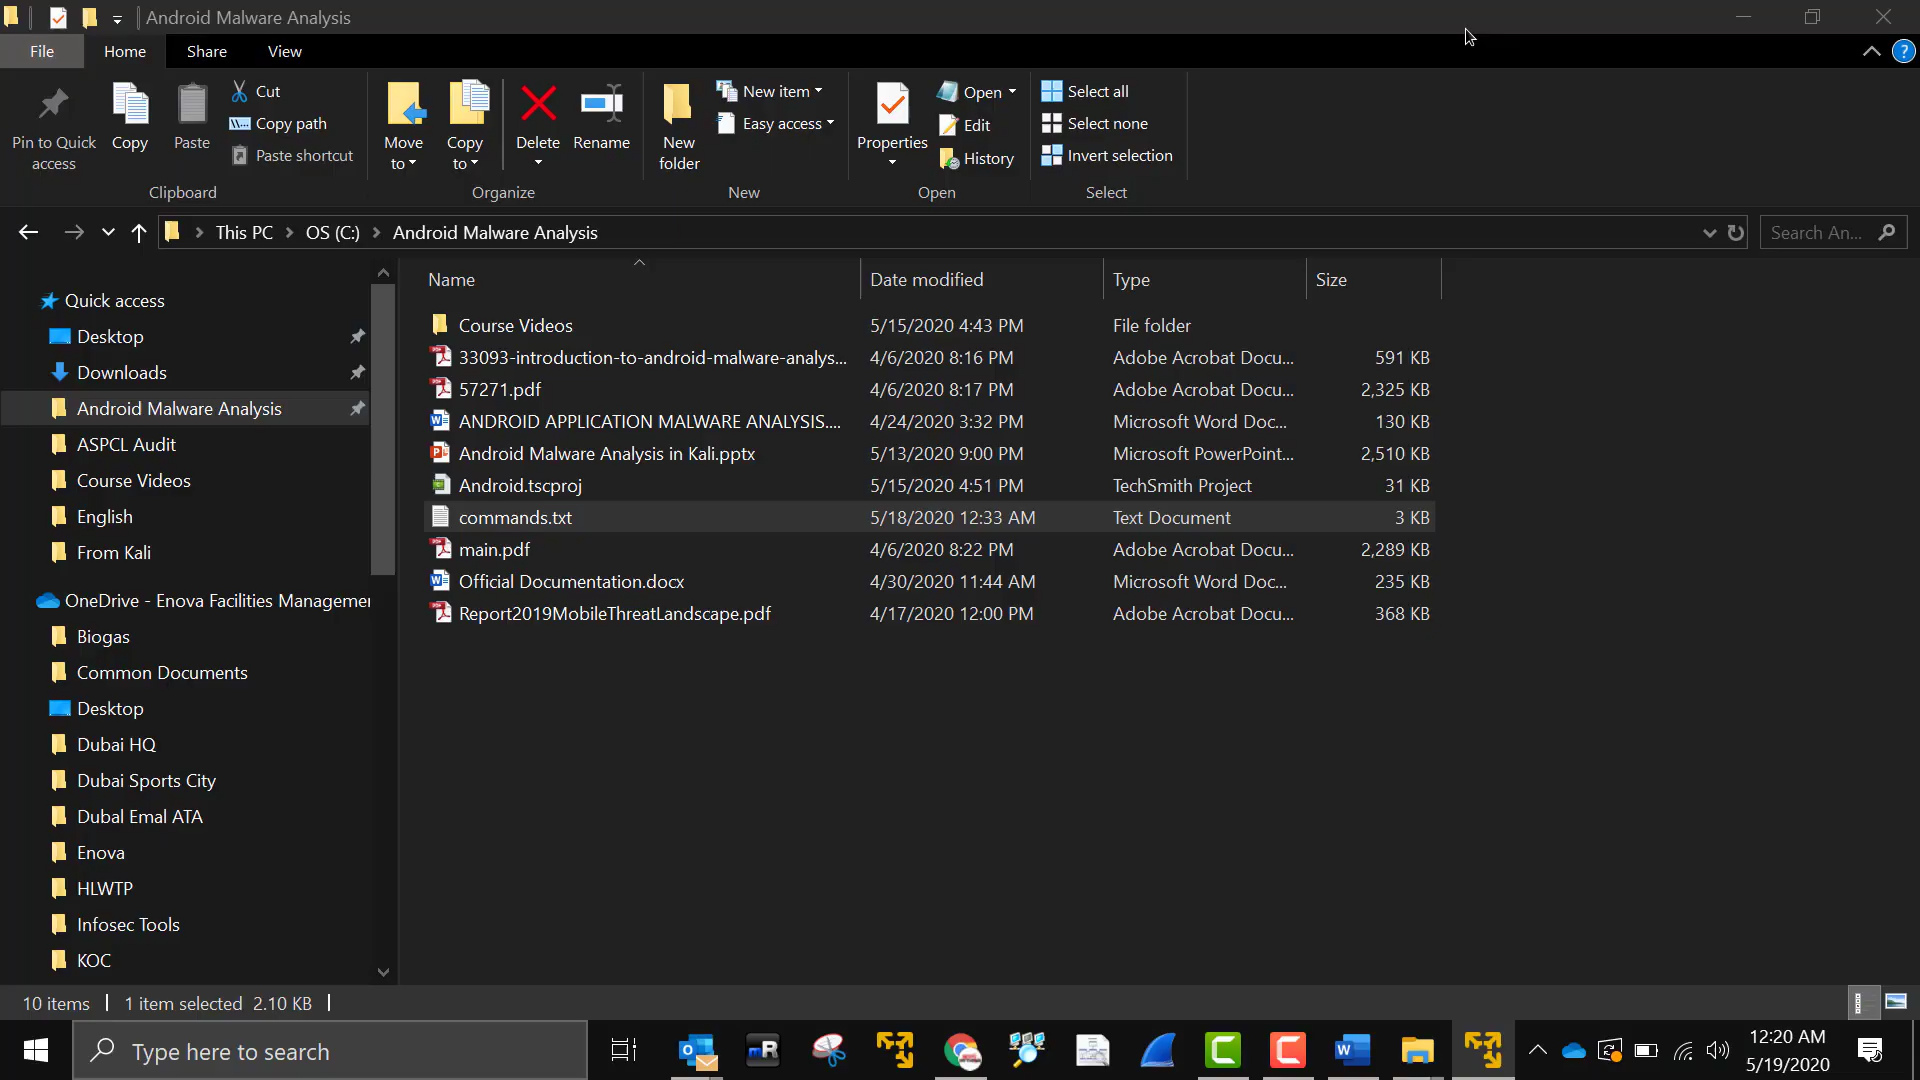 Android Malware Analysis
File
Home
Share
View
Pin to Quick access
Copy
Paste
Cut
Copy path
Paste shortcut
Clipboard
Move to
Copy to
Delete
Rename
Organize
New folder
New item
Easy access
New
Properties
Open
Edit
History
Open
Select all
Select none
Invert selection
Select
This PC
OS (C:)
Android Malware Analysis
Search An...
Name Date modified Type Size
Course Videos 5/15/2020 4:43 PM File folder
33093-introduction-to-android-malware-analys... 4/6/2020 8:16 PM Adobe Acrobat Docu... 591 KB
57271.pdf 4/6/2020 8:17 PM Adobe Acrobat Docu... 2,325 KB
ANDROID APPLICATION MALWARE ANALYSIS.... 4/24/2020 3:32 PM Microsoft Word Doc... 130 KB
Android Malware Analysis in Kali.pptx 5/13/2020 9:00 PM Microsoft PowerPoint... 2,510 KB
Android.tscproj 5/15/2020 4:51 PM TechSmith Project 31 KB
commands.txt 5/18/2020 12:33 AM Text Document 3 KB
main.pdf 4/6/2020 8:22 PM Adobe Acrobat Docu... 2,289 KB
Official Documentation.docx 4/30/2020 11:44 AM Microsoft Word Doc... 235 KB
Report2019MobileThreatLandscape.pdf 4/17/2020 12:00 PM Adobe Acrobat Docu... 368 KB
Quick access
Desktop
Downloads
Android Malware Analysis
ASPCL Audit
Course Videos
English
From Kali
OneDrive - Enova Facilities Managemen
Biogas
Common Documents
Desktop
Dubai HQ
Dubai Sports City
Dubal Emal ATA
Enova
HLWTP
Infosec Tools
KOC
10 items
1 item selected 2.10 KB
Type here to search
12:20 AM
5/19/2020